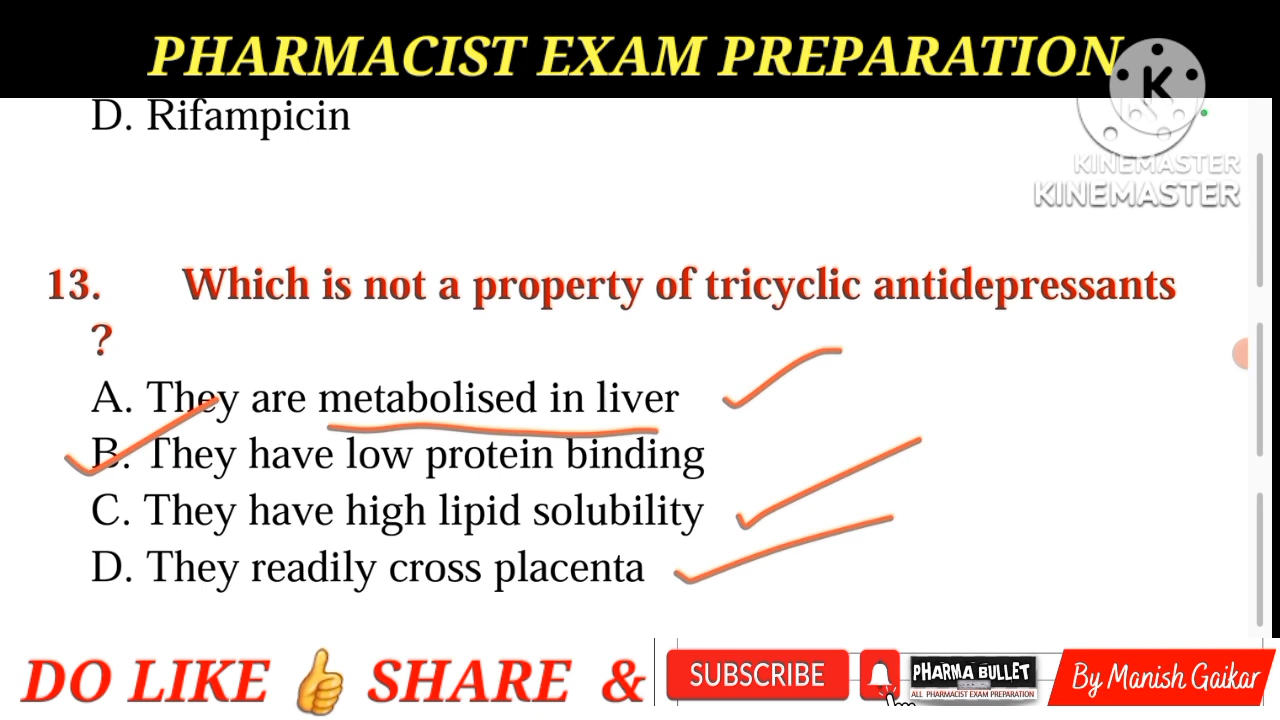 PHARMACIST EXAM PREPARATION
K
D. Rifampicin
KINEMASTER
KINEMASTER
13. Which is not a property of tricyclic antidepressants
?
A. They are metabolised in liver
B. They have low protein binding
C. They have high lipid solubility
D. They readily cross placenta
DO LIKE 👍 SHARE &
SUBSCRIBE
PHARMA BULLET
ALL PHARMACIST EXAM PREPARATION
By Manish Gaikar